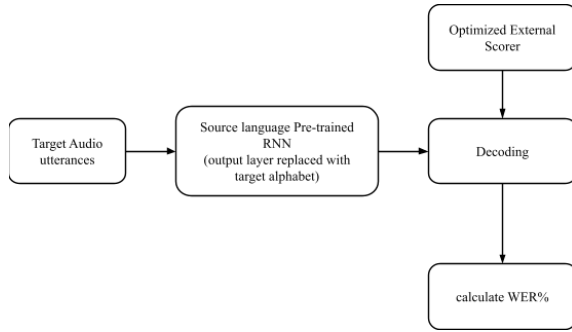 Optimized External
Scorer
Target Audio
utterances
Source language Pre-trained
RNN
(output layer replaced with
target alphabet)
Decoding
calculate WER%